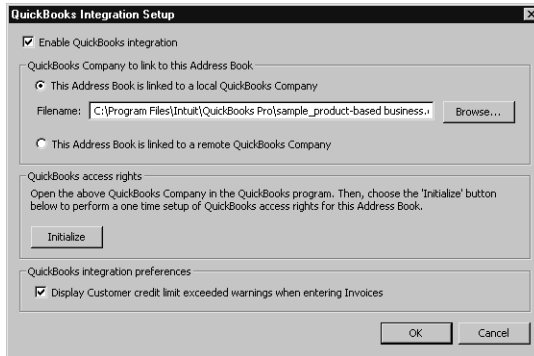 QuickBooks Integration Setup
Enable QuickBooks integration
QuickBooks Company to link to this Address Book
This Address Book is linked to a local QuickBooks Company
Filename: C:\Program Files\Intuit\QuickBooks Pro\sample_product-based business. Browse...
This Address Book is linked to a remote QuickBooks Company
QuickBooks access rights
Open the above QuickBooks Company in the QuickBooks program. Then, choose the 'Initialize' button
below to perform a one time setup of QuickBooks access rights for this Address Book.
Initialize
QuickBooks integration preferences
Display Customer credit limit exceeded warnings when entering Invoices
OK Cancel